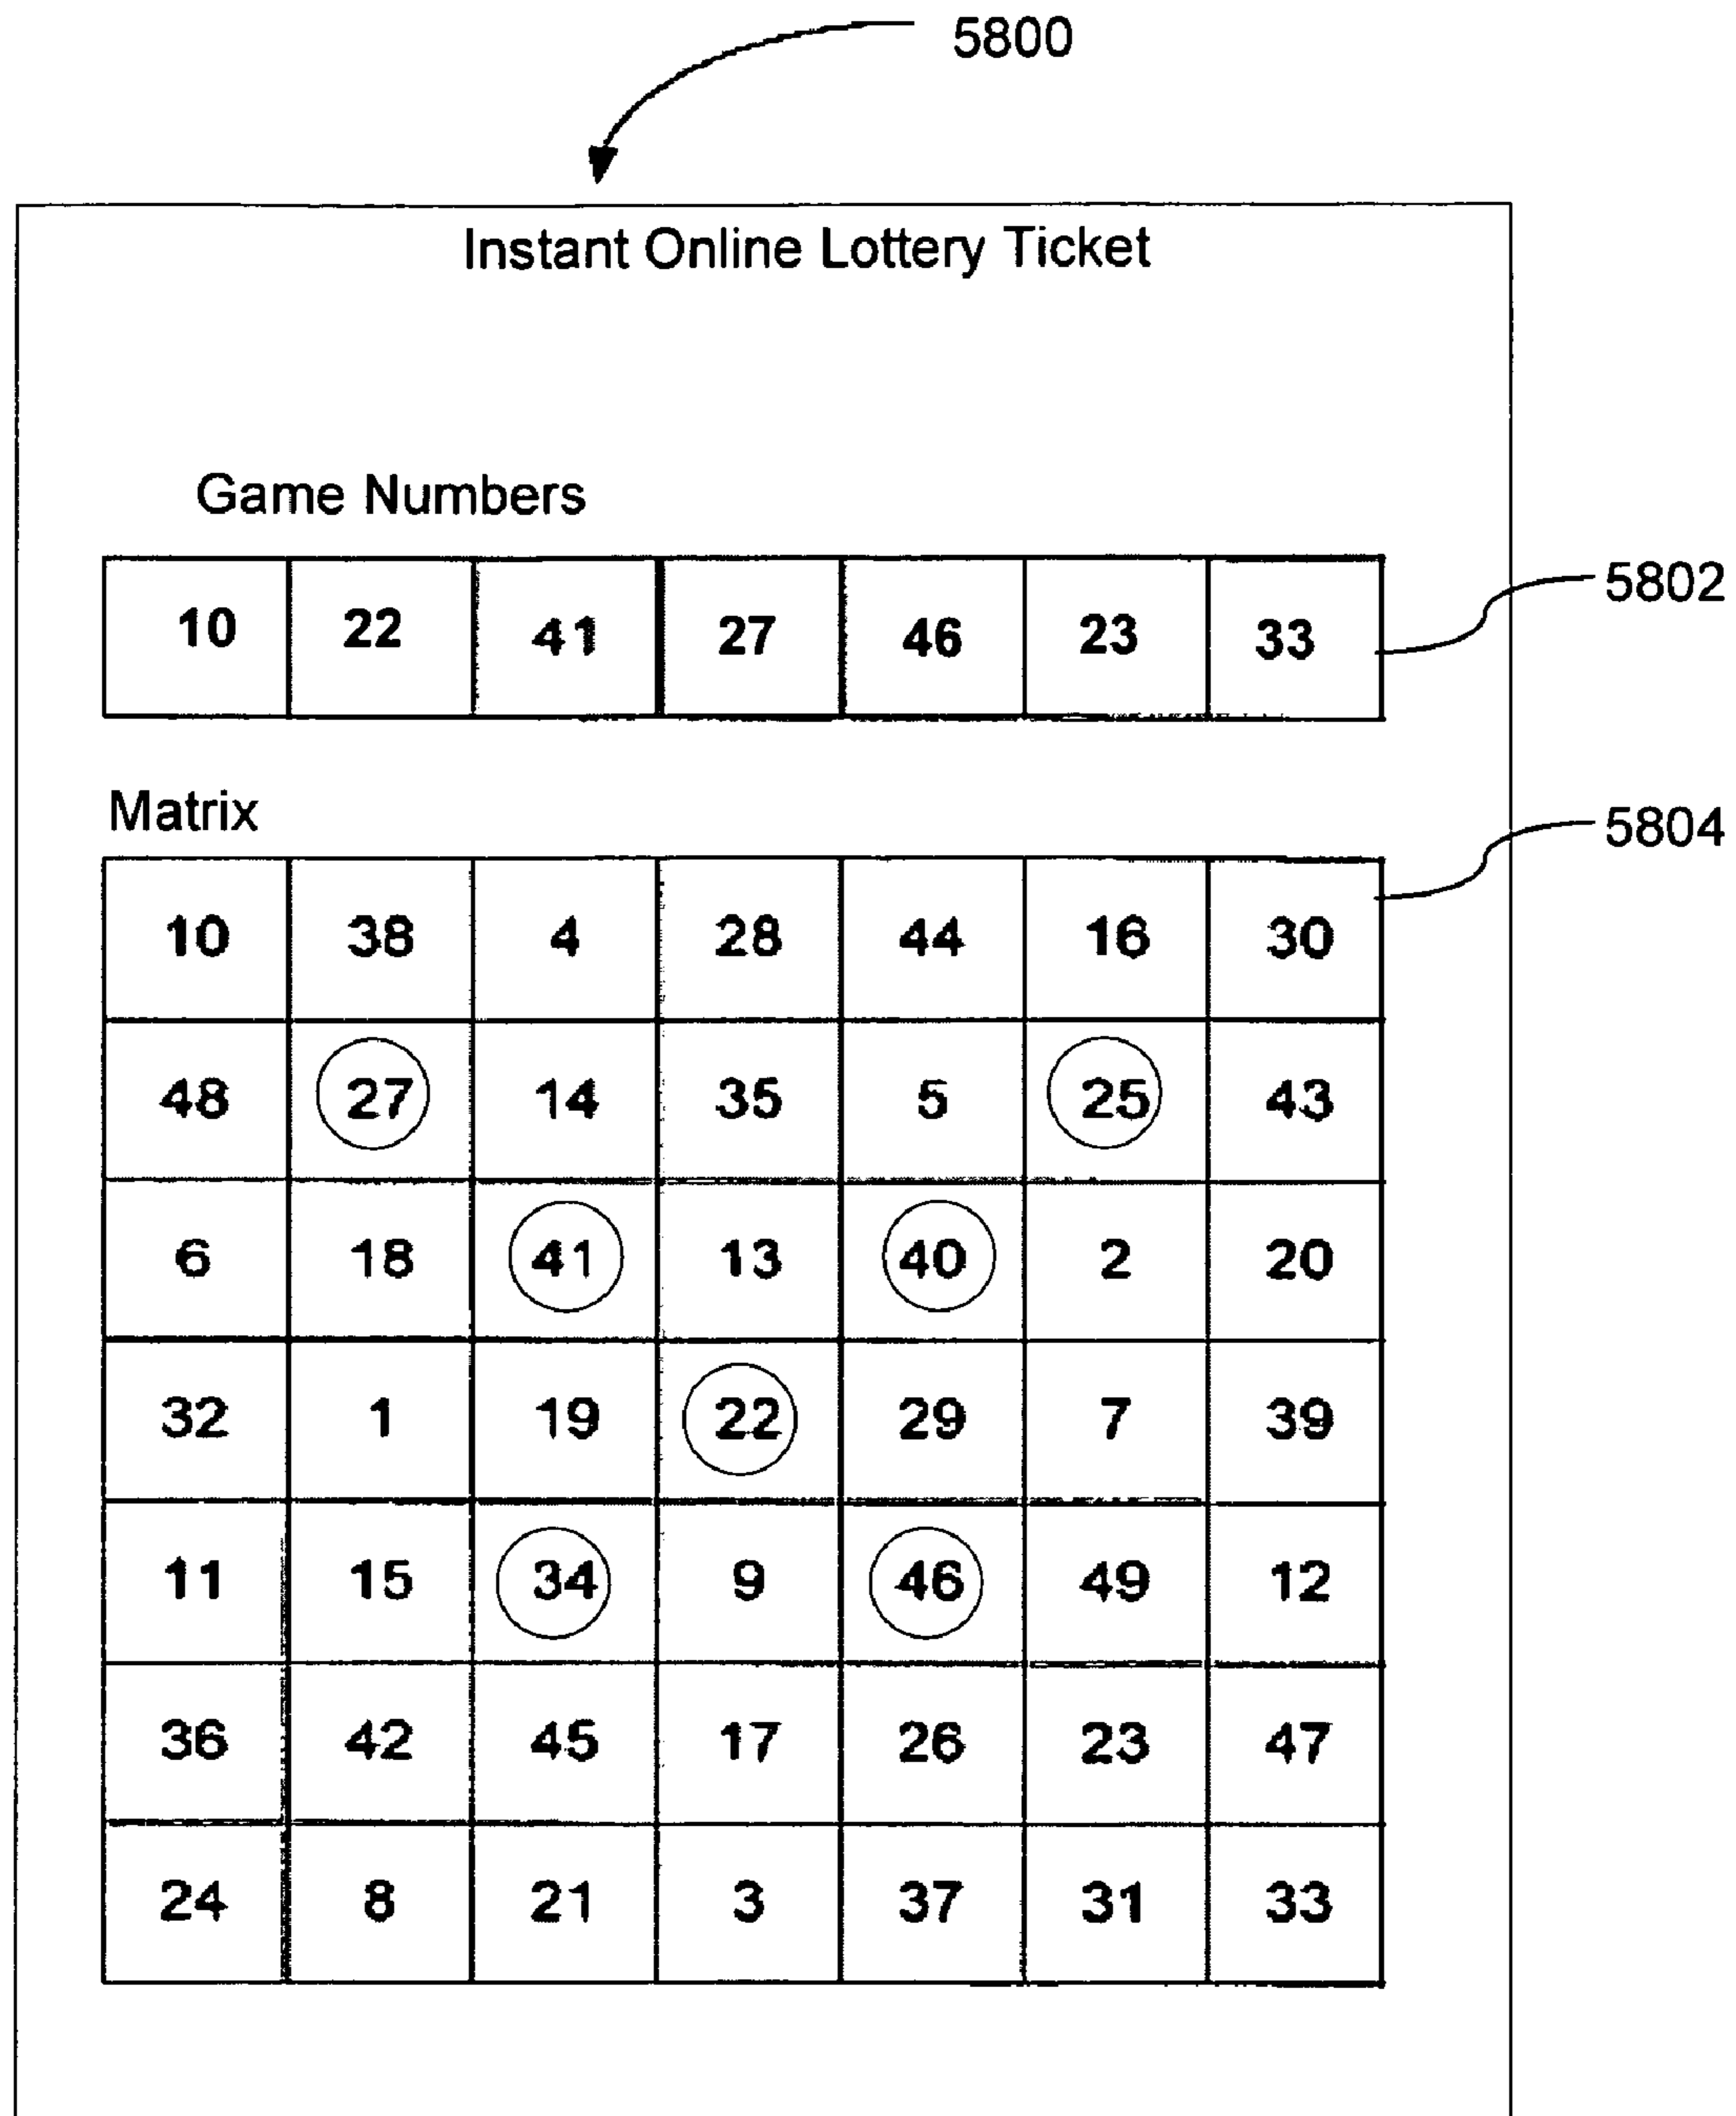 5800
Instant Online Lottery Ticket
Game Numbers
10 22 41 27 46 23 33
5802
Matrix
5804
10 38 4 28 44 16 30
48 27 14 35 5 25 43
6 18 41 13 40 2 20
32 1 19 22 29 7 39
11 15 34 9 46 49 12
36 42 45 17 26 23 47
24 8 21 3 37 31 33